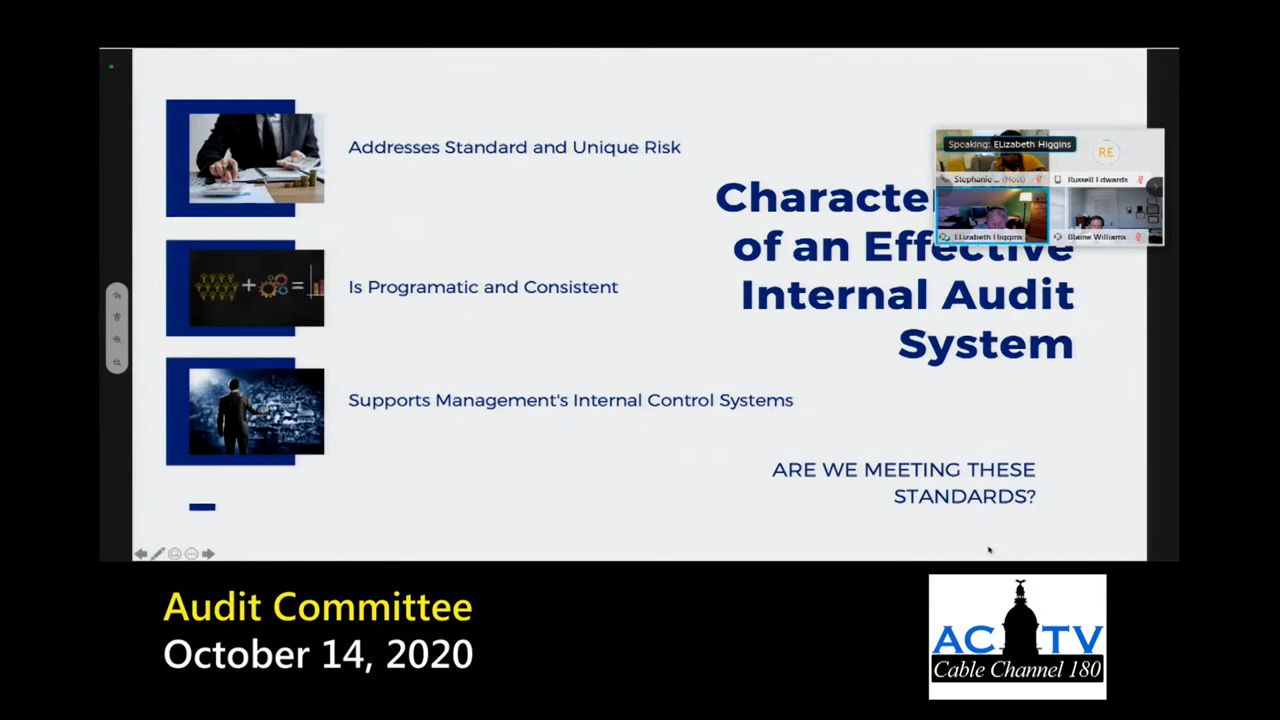 Addresses Standard and Unique Risk
Is Programatic and Consistent
Supports Management's Internal Control Systems
Characte
of an Effective
Internal Audit
System
ARE WE MEETING THESE
STANDARDS?
Speaking: ELizabeth Higgins
RE
Stephanie ... (Host)
Russell Edwards
ELizabeth Higgins
Blaine Williams
Audit Committee
October 14, 2020
AC TV
Cable Channel 180